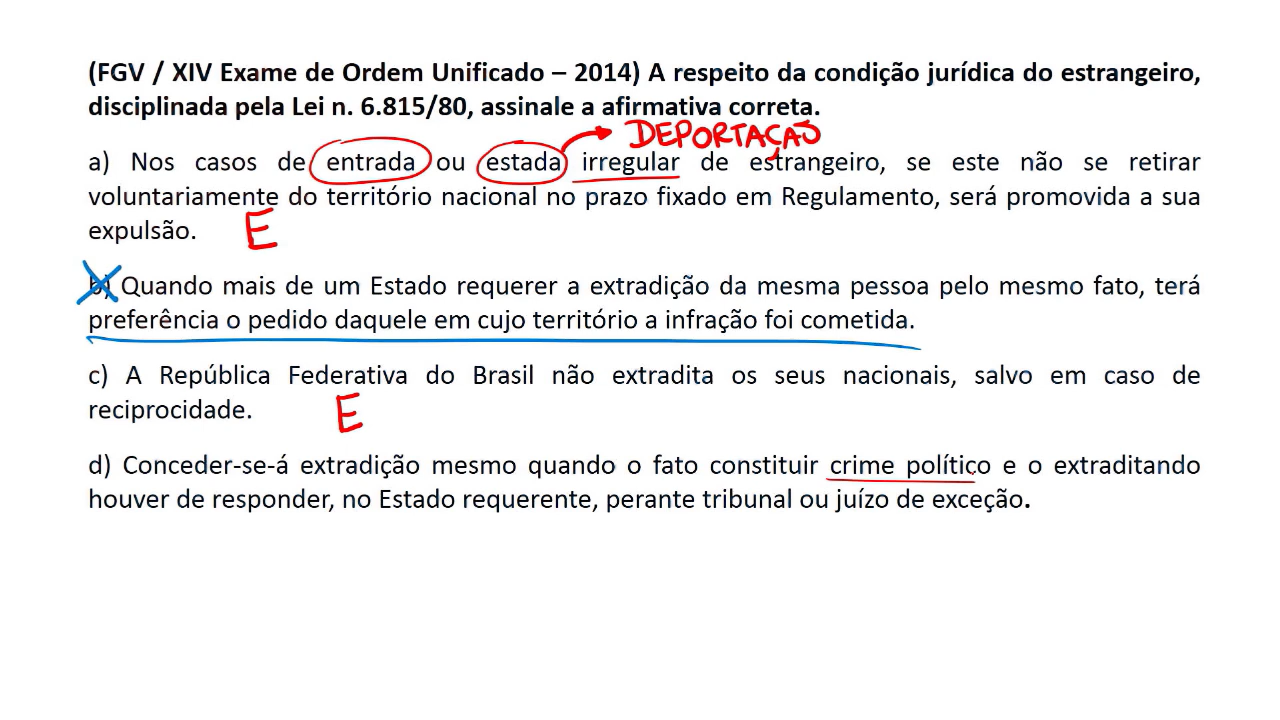 (FGV / XIV Exame de Ordem Unificado – 2014) A respeito da condição jurídica do estrangeiro,
disciplinada pela Lei n. 6.815/80, assinale a afirmativa correta.
DEPORTAÇÃO
a) Nos casos de entrada ou estada irregular de estrangeiro, se este não se retirar
voluntariamente do território nacional no prazo fixado em Regulamento, será promovida a sua
expulsão. E
b) Quando mais de um Estado requerer a extradição da mesma pessoa pelo mesmo fato, terá
preferência o pedido daquele em cujo território a infração foi cometida.
c) A República Federativa do Brasil não extradita os seus nacionais, salvo em caso de
reciprocidade. E
d) Conceder-se-á extradição mesmo quando o fato constituir crime político e o extraditando
houver de responder, no Estado requerente, perante tribunal ou juízo de exceção.